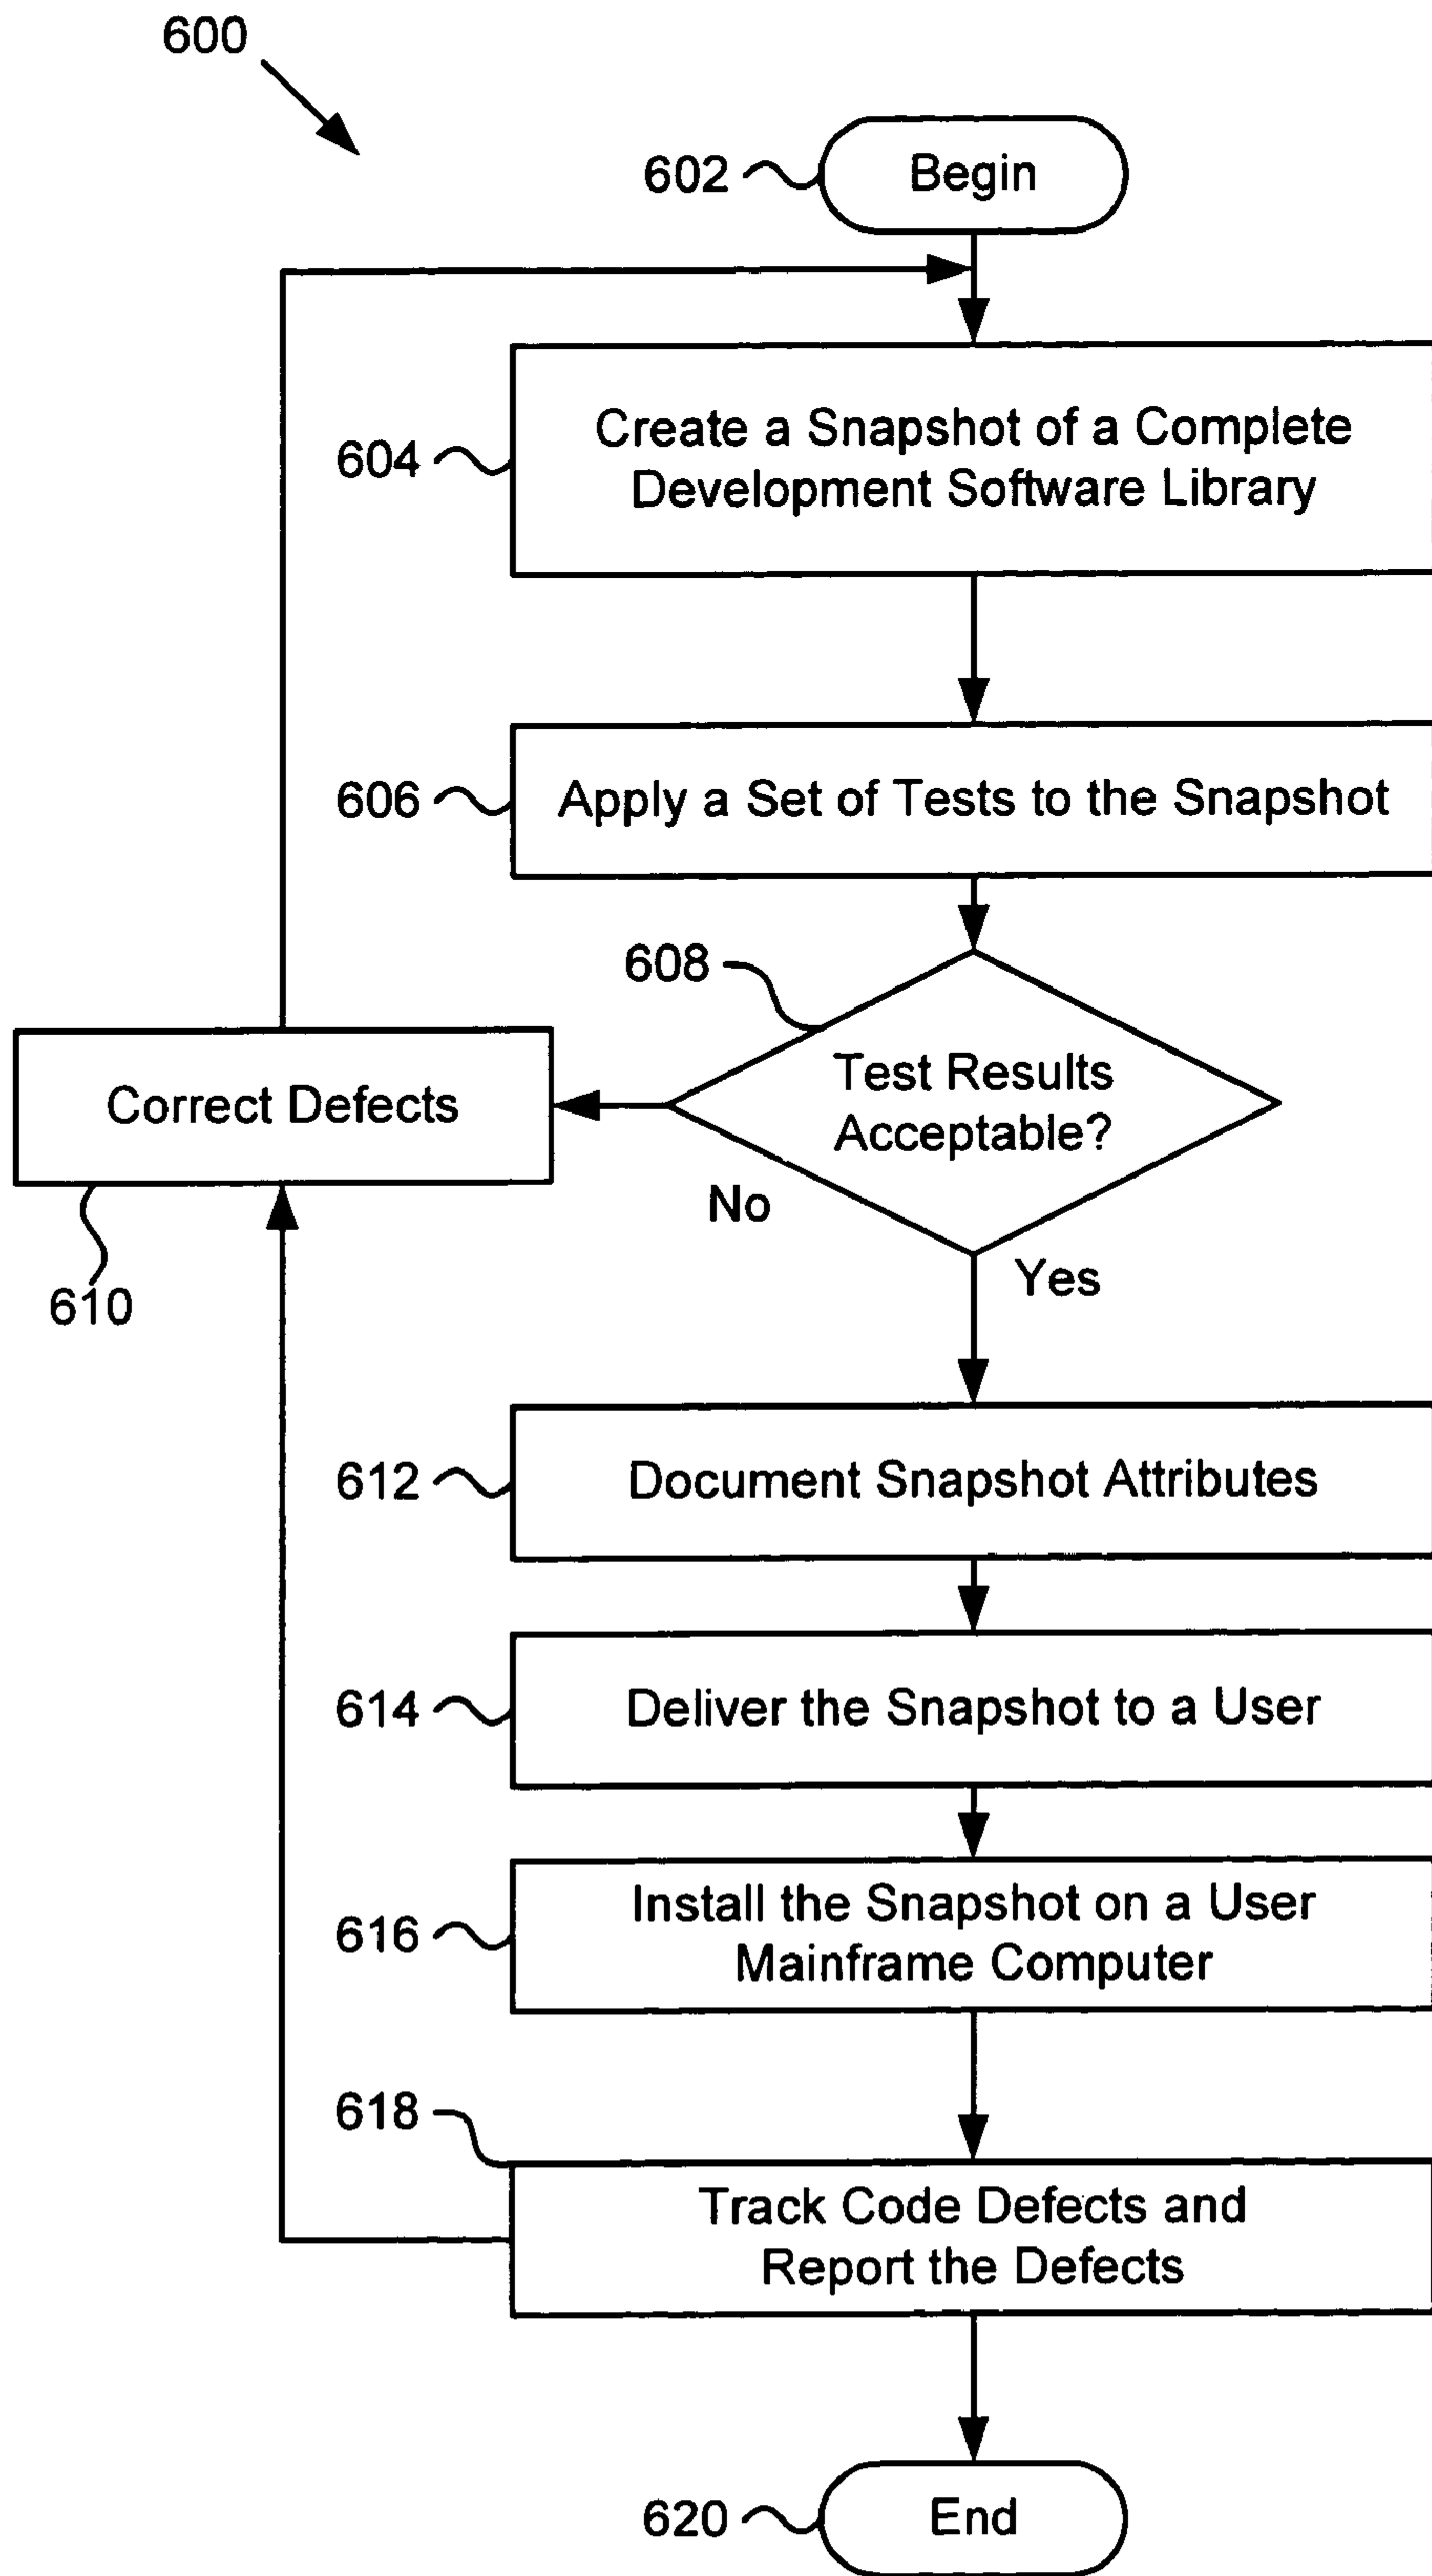 600
602
Begin
604
Create a Snapshot of a Complete
Development Software Library
606
Apply a Set of Tests to the Snapshot
608
Test Results
Acceptable?
Correct Defects
No
610
Yes
612
Document Snapshot Attributes
614
Deliver the Snapshot to a User
616
Install the Snapshot on a User
Mainframe Computer
618
Track Code Defects and
Report the Defects
620
End